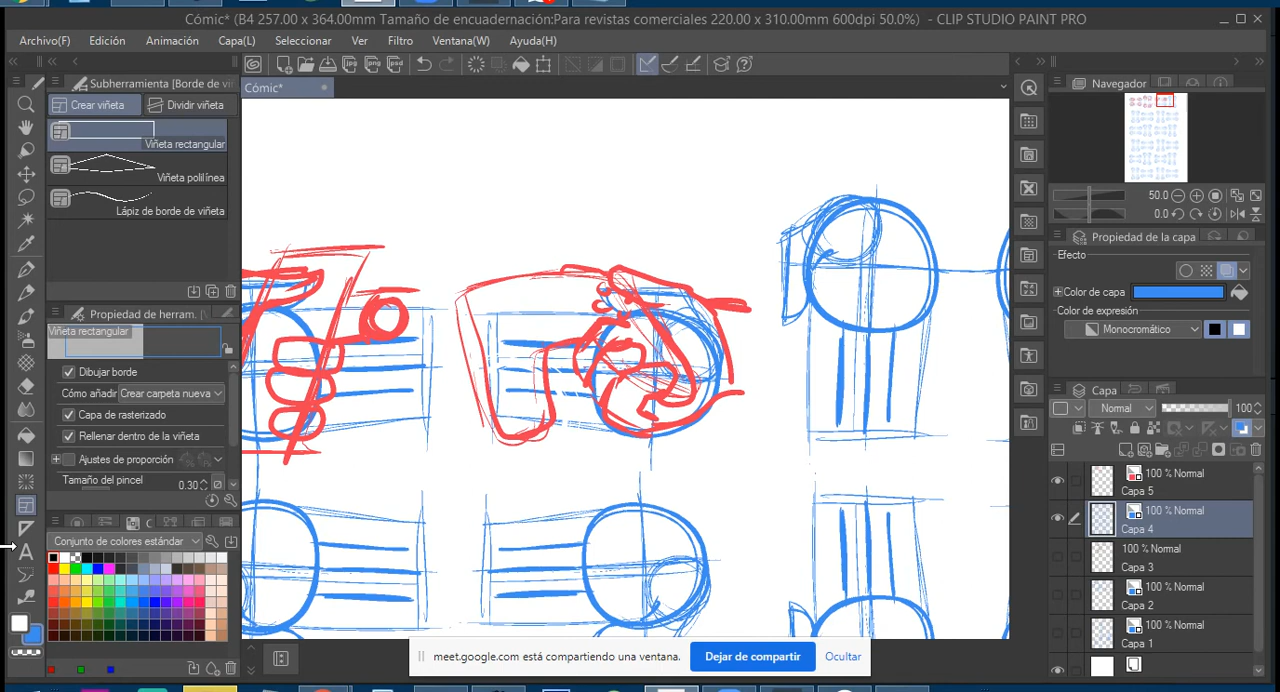 Cómic* (B4 257.00 x 364.00mm Tamaño de encuadernación:Para revistas comerciales 220.00 x 310.00mm 600dpi 50.0%) - CLIP STUDIO PAINT PRO
Archivo(F) Edición Animación Capa(L) Seleccionar Ver Filtro Ventana(W) Ayuda(H)
Subherramienta [Borde de vi
Crear viñeta Dividir viñeta
Viñeta rectangular
Viñeta polilínea
Lápiz de borde de viñeta
Propiedad de herram.
Viñeta rectangular
Dibujar borde
Cómo añadir Crear carpeta nueva
Capa de rasterizado
Rellenar dentro de la viñeta
Ajustes de proporción
Tamaño del pincel 0.30
Conjunto de colores estándar
Cómic*
Navegador
50.0
0.0
Propiedad de la capa
Efecto
Color de capa
Color de expresión
Monocromático
Capa
Normal 100
100 % Normal
Capa 5
100 % Normal
Capa 4
100 % Normal
Capa 3
100 % Normal
Capa 2
100 % Normal
Capa 1
meet.google.com está compartiendo una ventana. Dejar de compartir Ocultar